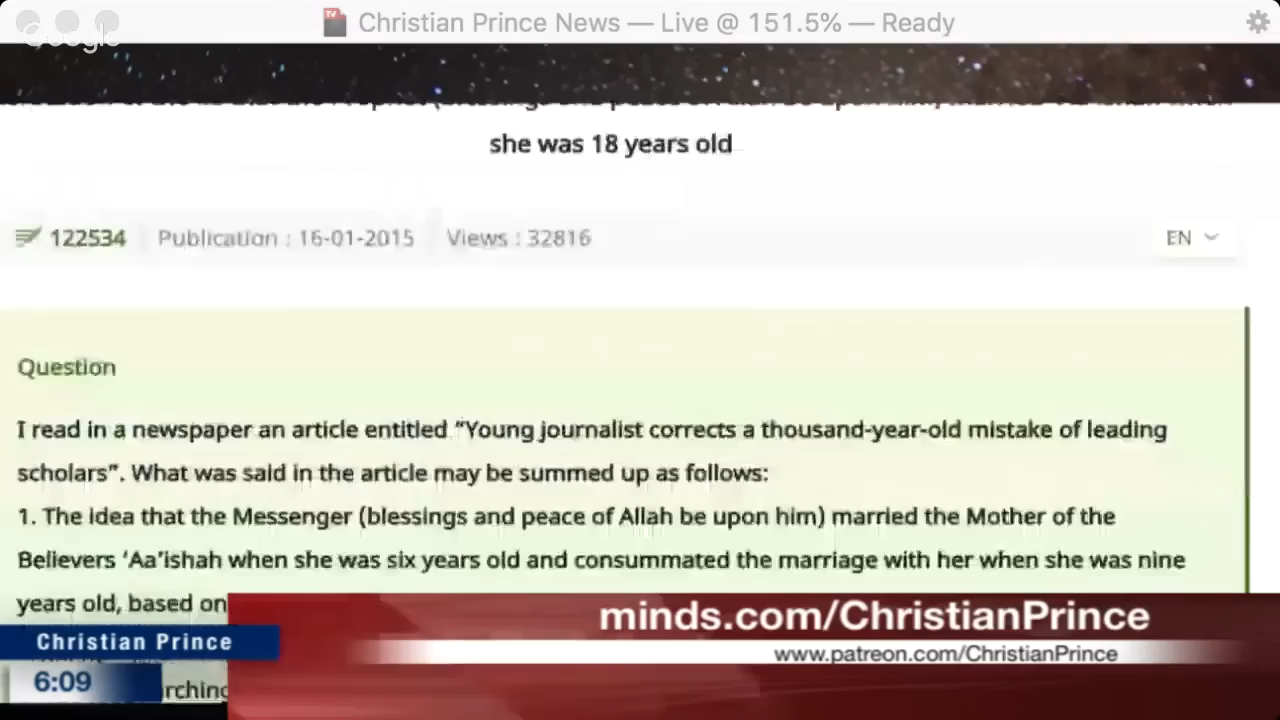 Christian Prince News — Live @ 151.5% — Ready
Google
she was 18 years old
122534 Publication : 16-01-2015 Views : 32816
EN
Question
I read in a newspaper an article entitled “Young journalist corrects a thousand-year-old mistake of leading
scholars”. What was said in the article may be summed up as follows:
1. The idea that the Messenger (blessings and peace of Allah be upon him) married the Mother of the
Believers ‘Aa’ishah when she was six years old and consummated the marriage with her when she was nine
years old, based on
minds.com/ChristianPrince
Christian Prince
www.patreon.com/ChristianPrince
6:09